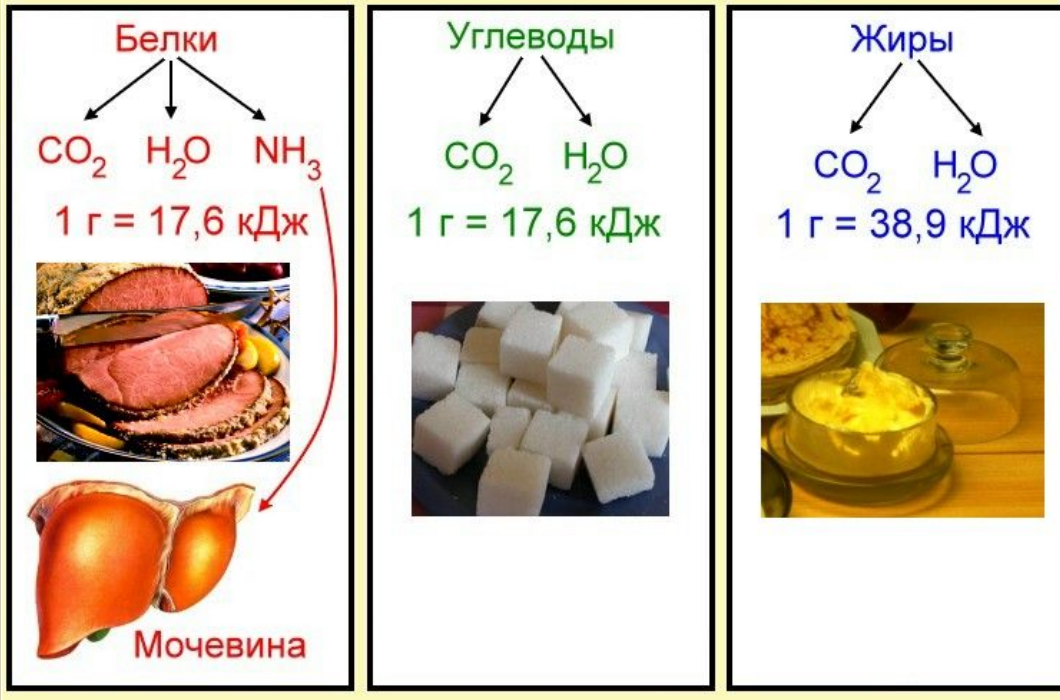 Белки
CO₂ H₂O NH₃
1 г = 17,6 кДж
Мочевина
Углеводы
CO₂ H₂O
1 г = 17,6 кДж
Жиры
CO₂ H₂O
1 г = 38,9 кДж